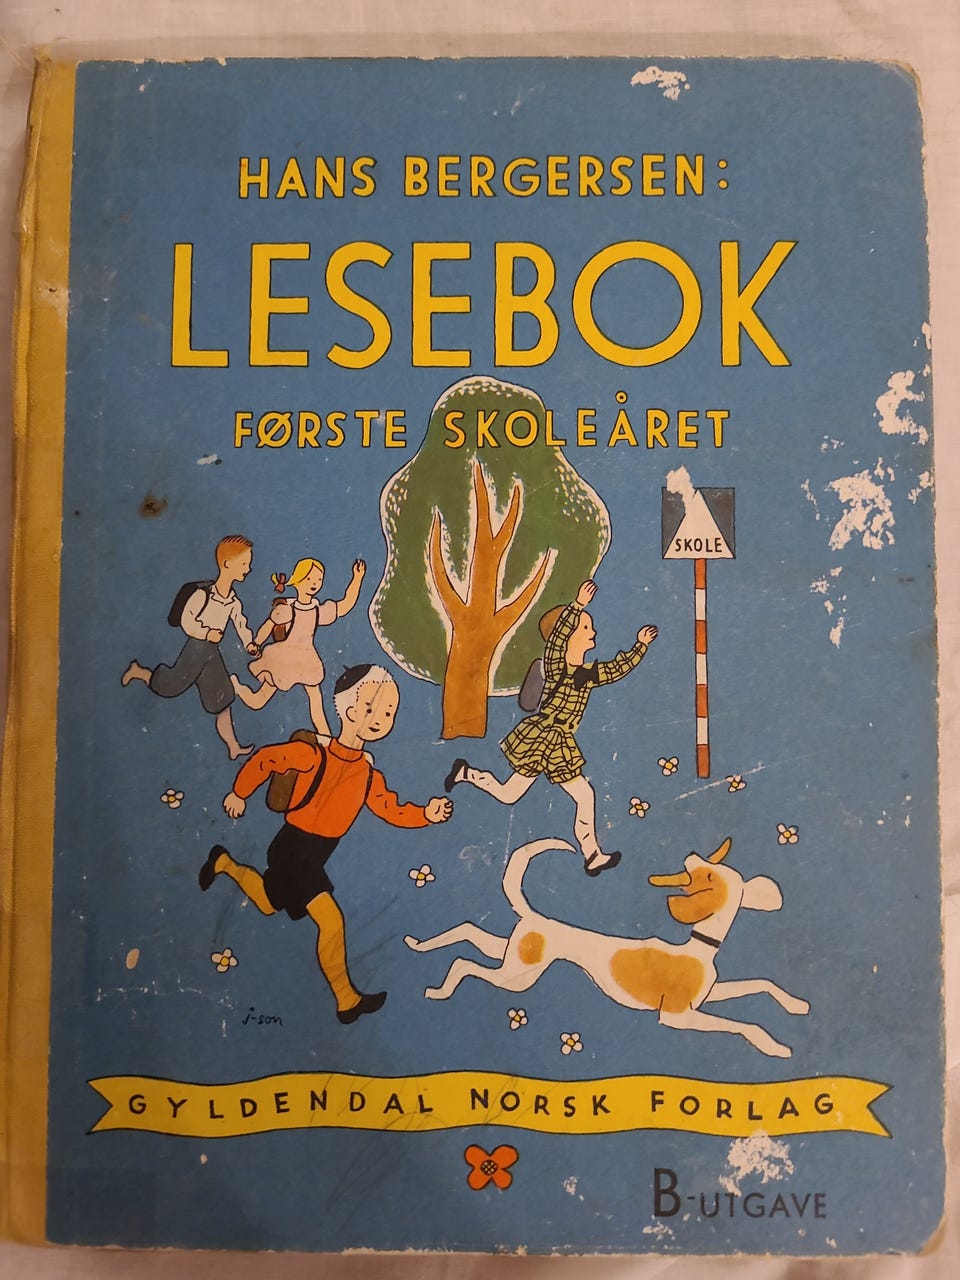 HANS BERGERSEN:
LESEBOK
FØRSTE SKOLEÅRET
SKOLE
j-son
GYLDENDAL NORSK FORLAG
B-UTGAVE